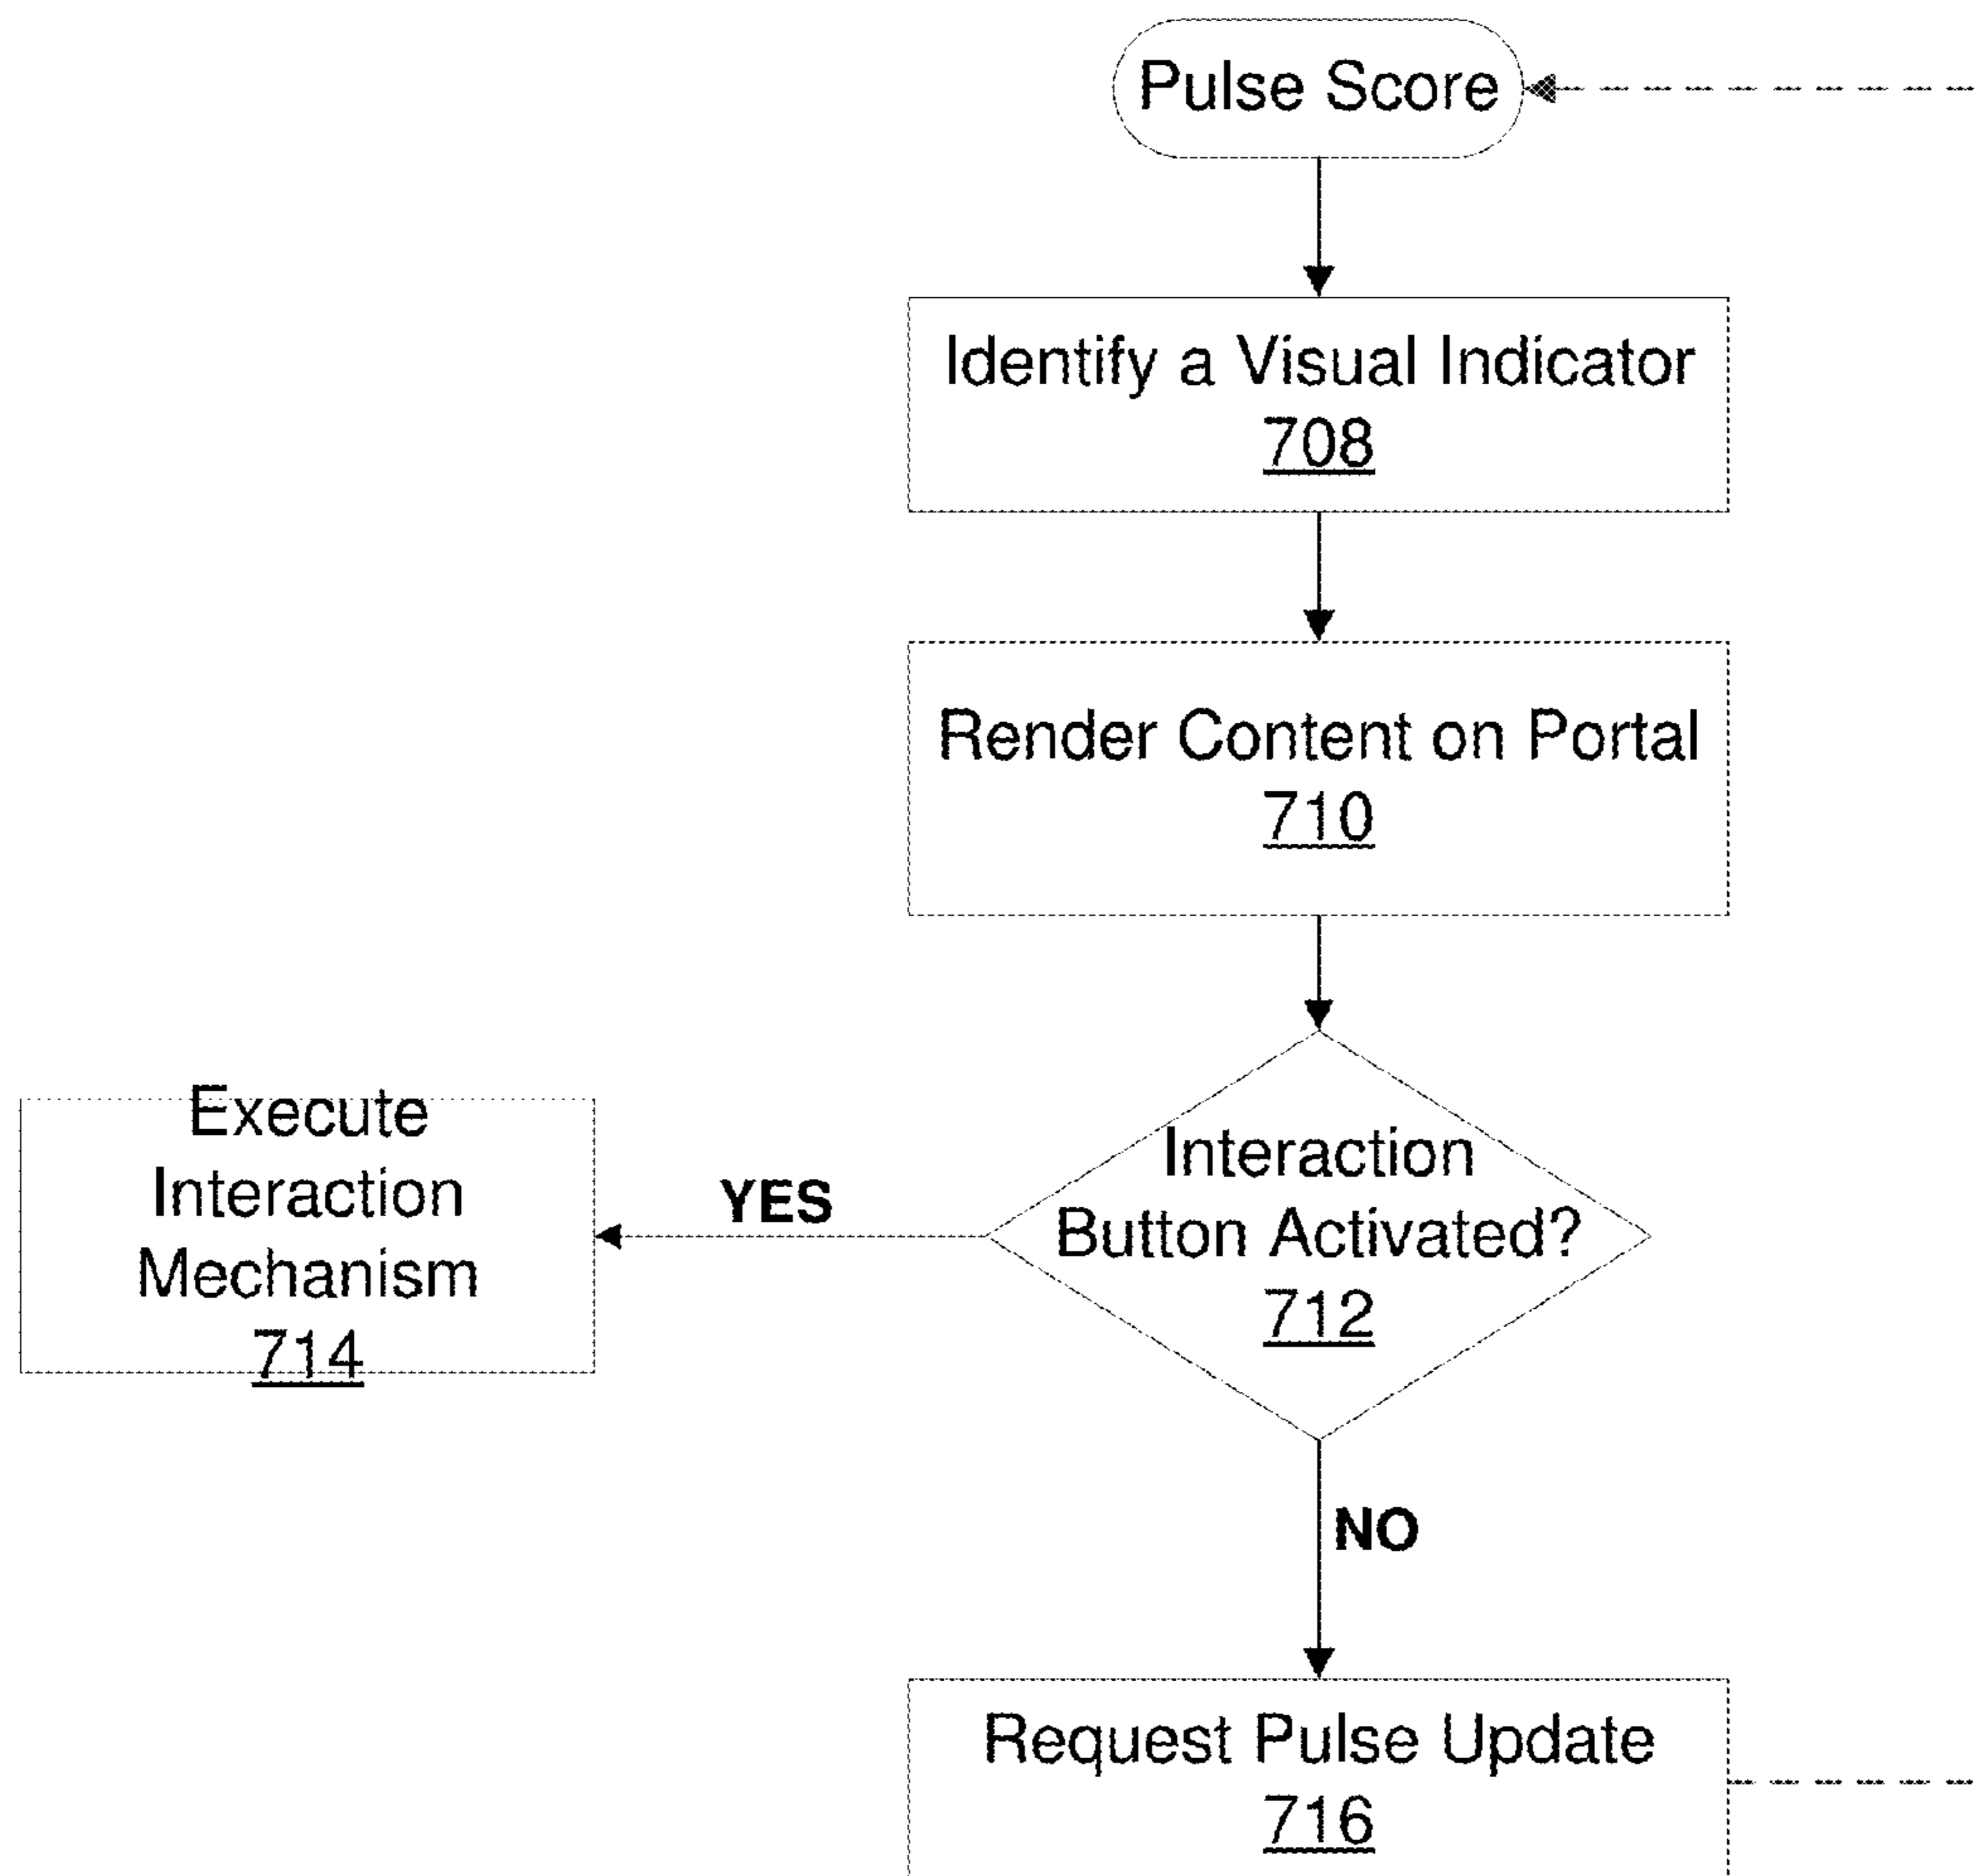 Pulse Score
Identify a Visual Indicator
708
Render Content on Portal
710
Interaction
Button Activated?
712
YES
Execute
Interaction
Mechanism
714
NO
Request Pulse Update
716